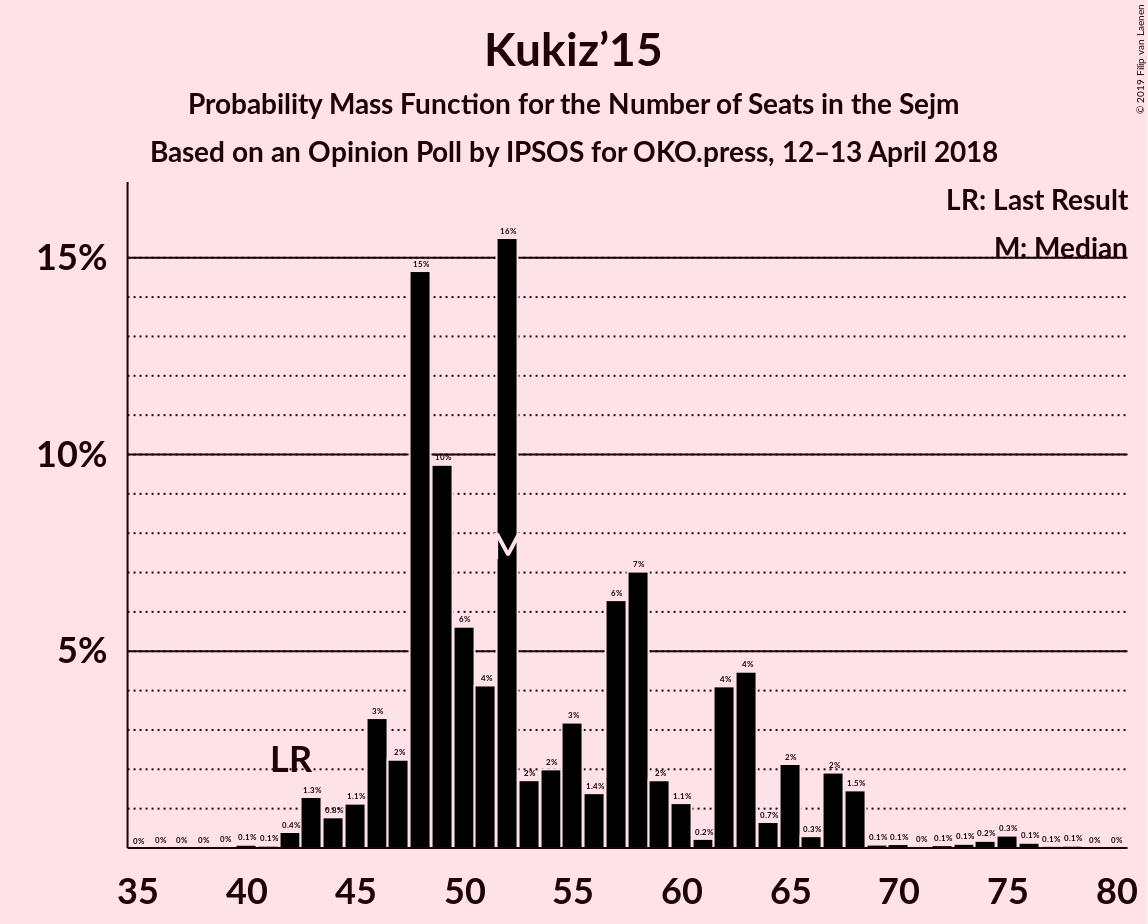 Kukiz’15
Probability Mass Function for the Number of Seats in the Sejm
Based on an Opinion Poll by IPSOS for OKO.press, 12–13 April 2018
© 2019 Filip van Laenen
LR: Last Result
M: Median
15%
10%
5%
0% 0% 0% 0% 0% 0.1% 0.1% 0.4% 1.3% 0.8% 1.1% 3% 2% 15% 10% 6% 4% 16% 2% 2% 3% 1.4% 6% 7% 2% 1.1% 0.2% 4% 4% 0.7% 2% 0.3% 2% 1.5% 0.1% 0.1% 0% 0.1% 0.1% 0.2% 0.3% 0.1% 0.1% 0.1% 0% 0%
LR
M
35 40 45 50 55 60 65 70 75 80